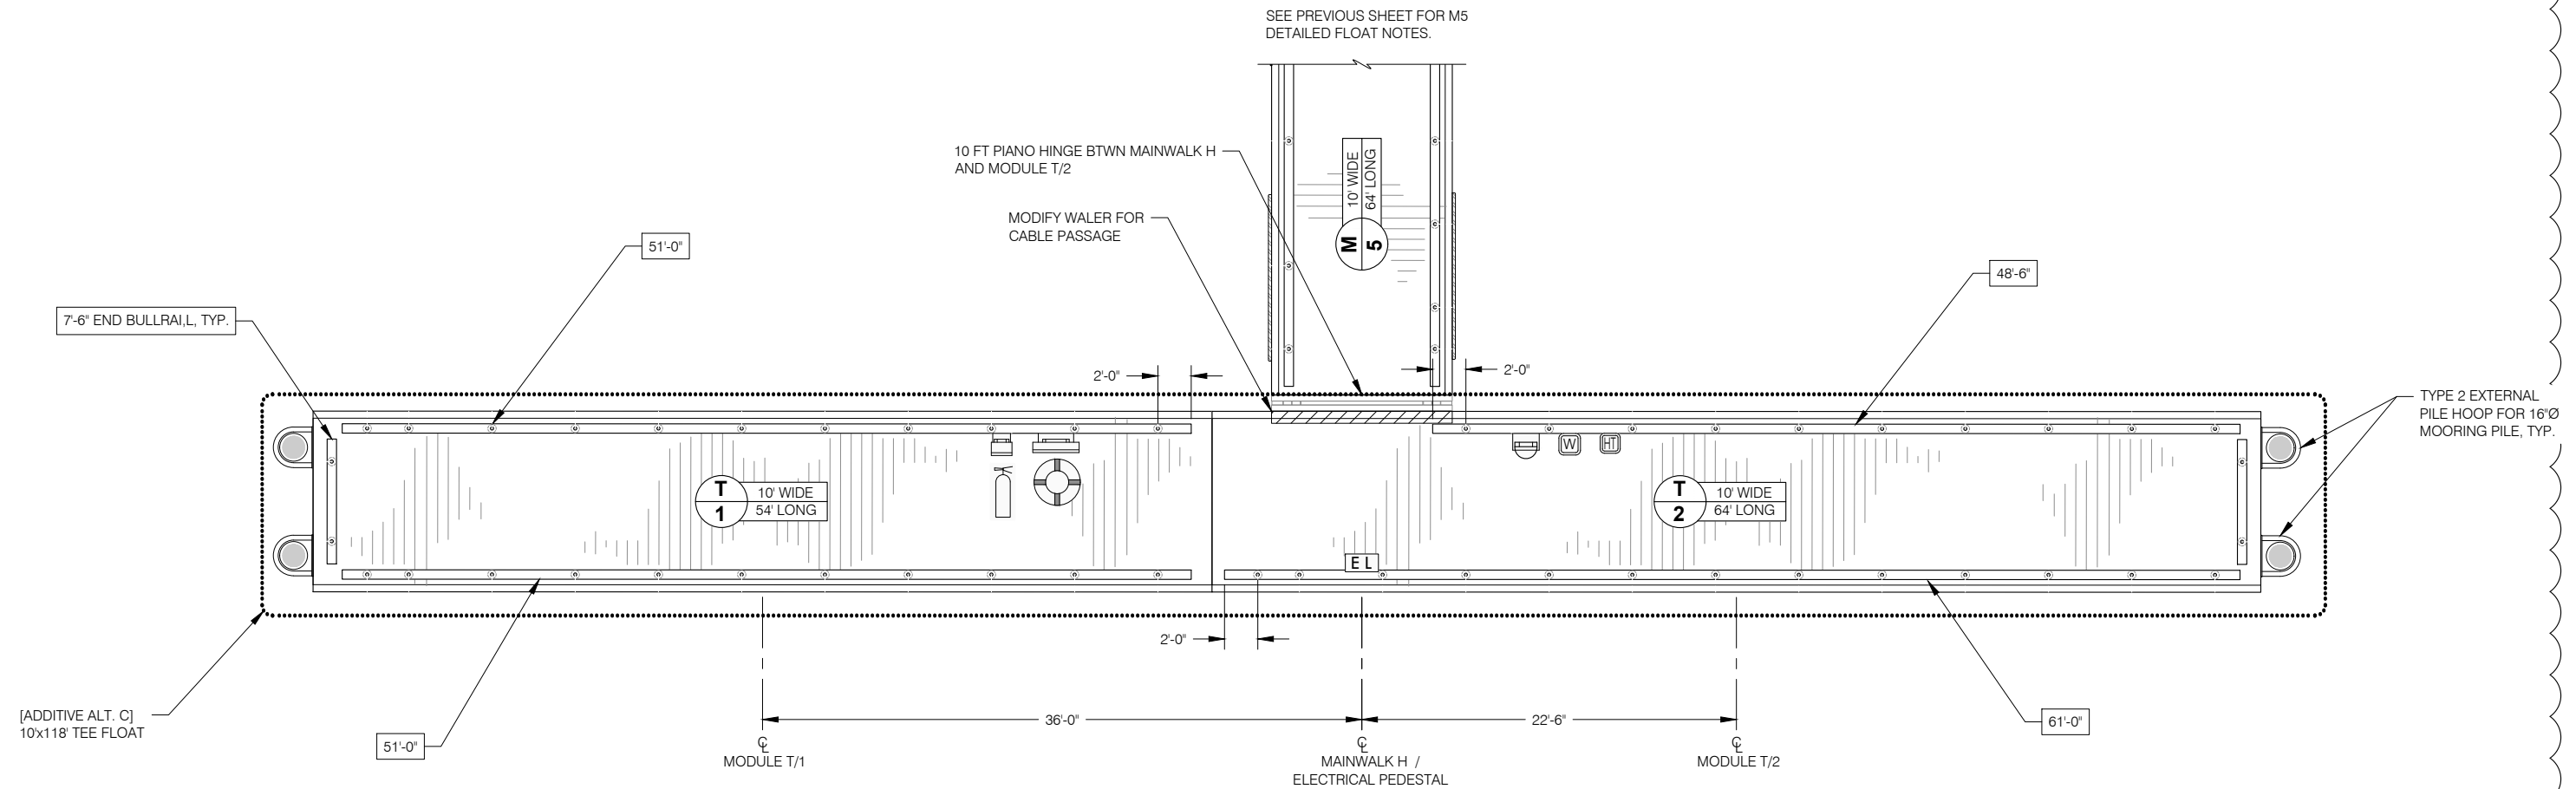 SEE PREVIOUS SHEET FOR M5
DETAILED FLOAT NOTES.
10 FT PIANO HINGE BTWN MAINWALK H
AND MODULE T/2
10' WIDE
64' LONG
M
5
MODIFY WALER FOR
CABLE PASSAGE
51'-0"
48'-6"
7'-6" END BULLRAI,L, TYP.
2'-0"
2'-0"
TYPE 2 EXTERNAL
PILE HOOP FOR 16"Ø
MOORING PILE, TYP.
W
HT
T
1
10' WIDE
54' LONG
T
2
10' WIDE
64' LONG
E L
2'-0"
[ADDITIVE ALT. C]
10'x118' TEE FLOAT
51'-0"
36'-0"
22'-6"
61'-0"
℄
MODULE T/1
℄
MAINWALK H /
ELECTRICAL PEDESTAL
℄
MODULE T/2